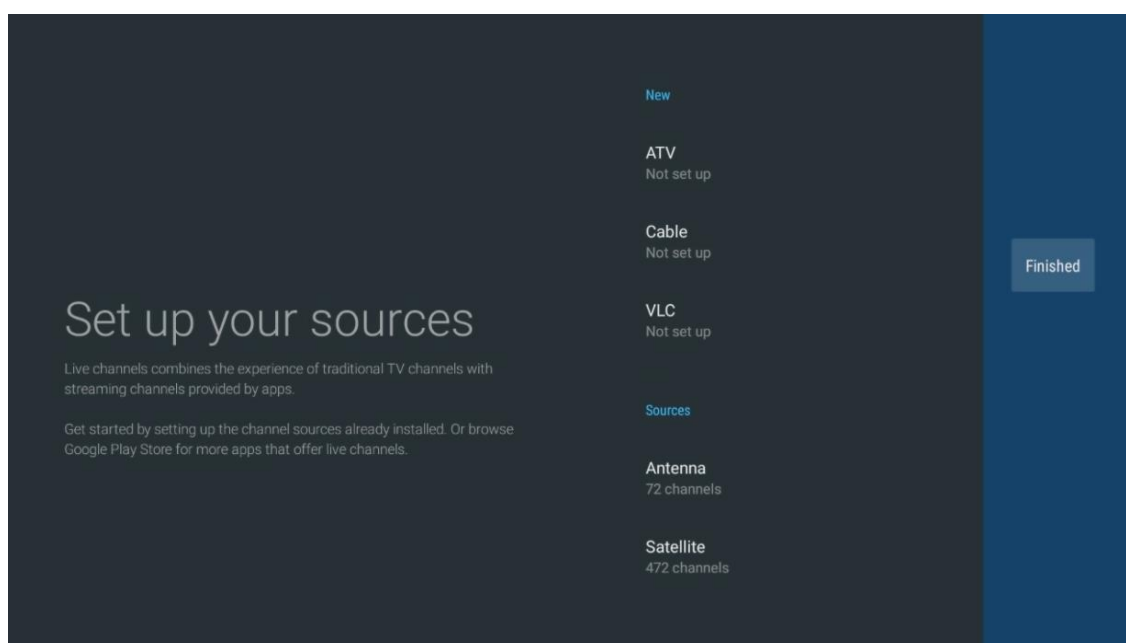 Set up your sources
Live channels combines the experience of traditional TV channels with
streaming channels provided by apps.
Get started by setting up the channel sources already installed. Or browse
Google Play Store for more apps that offer live channels.
New
ATV
Not set up
Cable
Not set up
VLC
Not set up
Sources
Antenna
72 channels
Satellite
472 channels
Finished